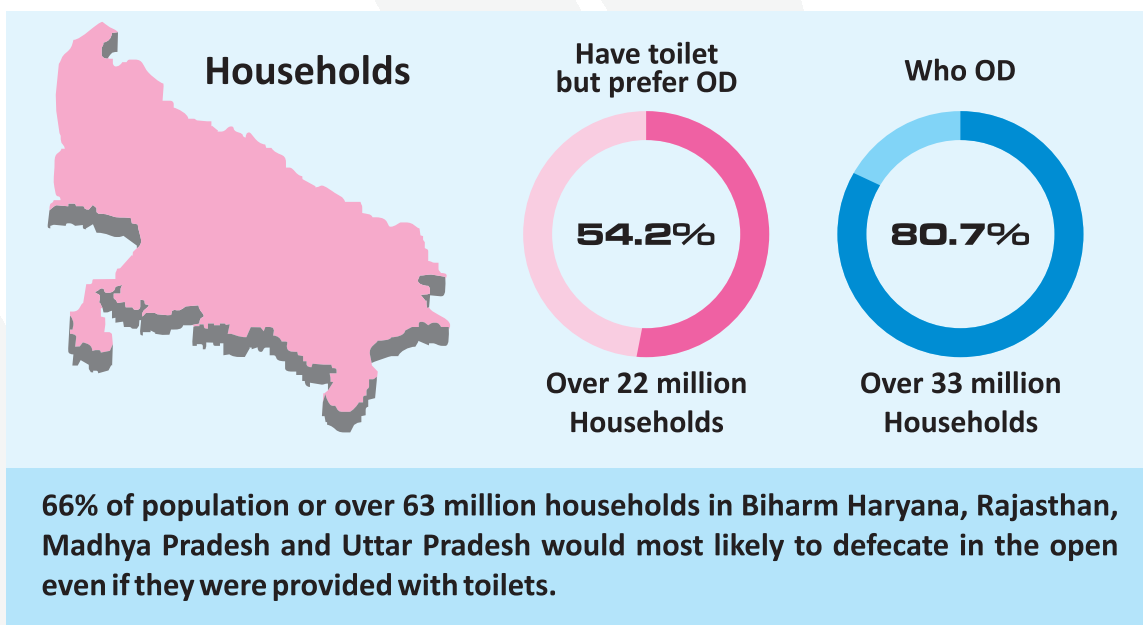 Households
Have toilet
but prefer OD
54.2%
Over 22 million
Households
Who OD
80.7%
Over 33 million
Households
66% of population or over 63 million households in Biharm Haryana, Rajasthan,
Madhya Pradesh and Uttar Pradesh would most likely to defecate in the open
even if they were provided with toilets.